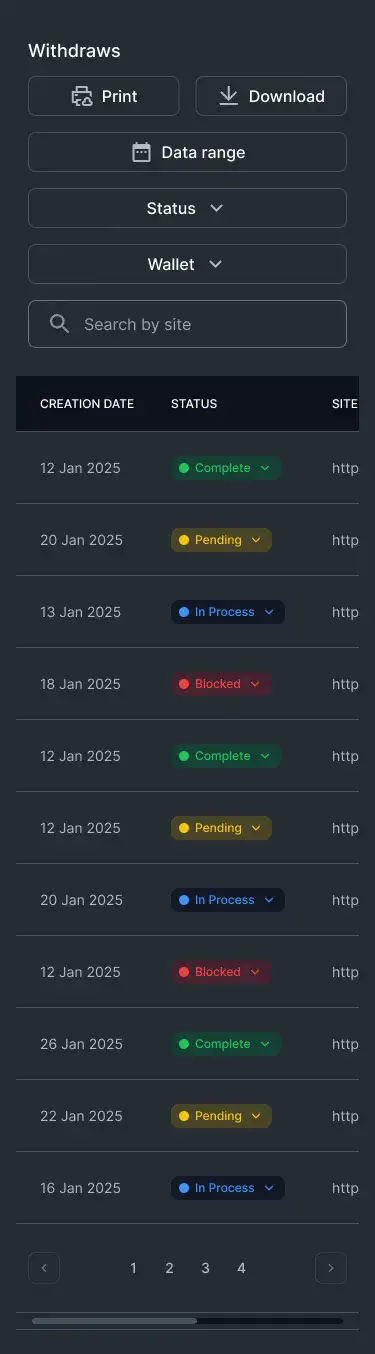 Withdraws
Print Download
Data range
Status
Wallet
Search by site
CREATION DATE STATUS SITE
12 Jan 2025 Complete http
20 Jan 2025 Pending http
13 Jan 2025 In Process http
18 Jan 2025 Blocked http
12 Jan 2025 Complete http
12 Jan 2025 Pending http
20 Jan 2025 In Process http
12 Jan 2025 Blocked http
26 Jan 2025 Complete http
22 Jan 2025 Pending http
16 Jan 2025 In Process http
1 2 3 4